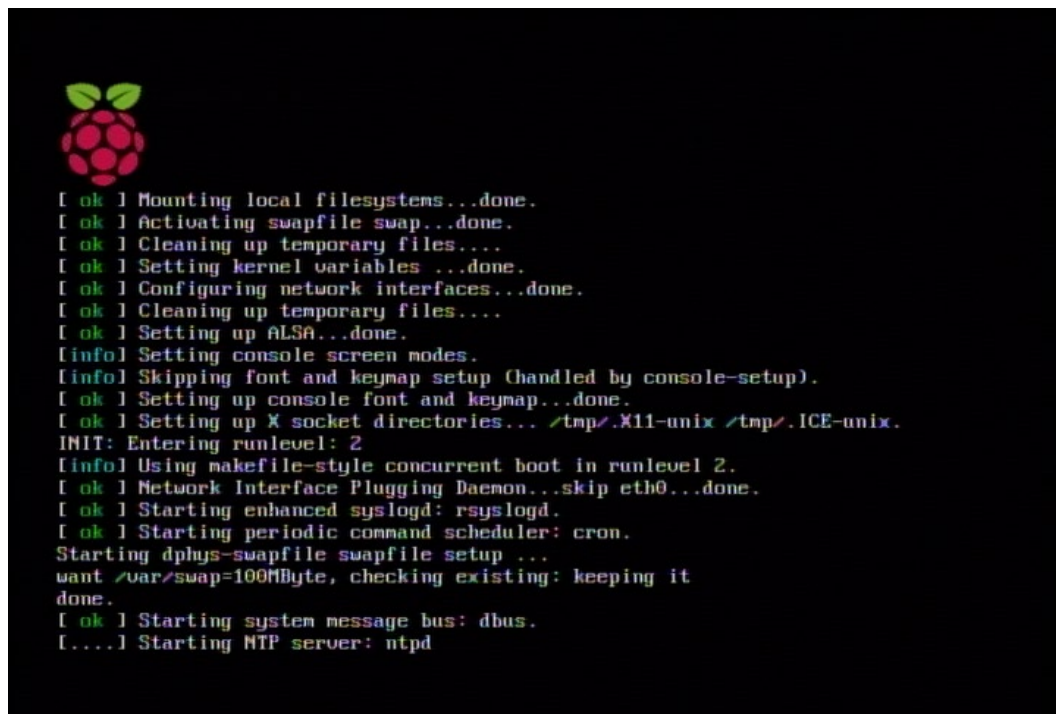 [ ok ] Mounting local filesystems...done.
[ ok ] Activating swapfile swap...done.
[ ok ] Cleaning up temporary files....
[ ok ] Setting kernel variables ...done.
[ ok ] Configuring network interfaces...done.
[ ok ] Cleaning up temporary files....
[ ok ] Setting up ALSA...done.
[info] Setting console screen modes.
[info] Skipping font and keymap setup (handled by console-setup).
[ ok ] Setting up console font and keymap...done.
[ ok ] Setting up X socket directories... /tmp/.X11-unix /tmp/.ICE-unix.
INIT: Entering runlevel: 2
[info] Using makefile-style concurrent boot in runlevel 2.
[ ok ] Network Interface Plugging Daemon...skip eth0...done.
[ ok ] Starting enhanced syslogd: rsyslogd.
[ ok ] Starting periodic command scheduler: cron.
Starting dphys-swapfile swapfile setup ...
want /var/swap=100MByte, checking existing: keeping it
done.
[ ok ] Starting system message bus: dbus.
[....] Starting NTP server: ntpd